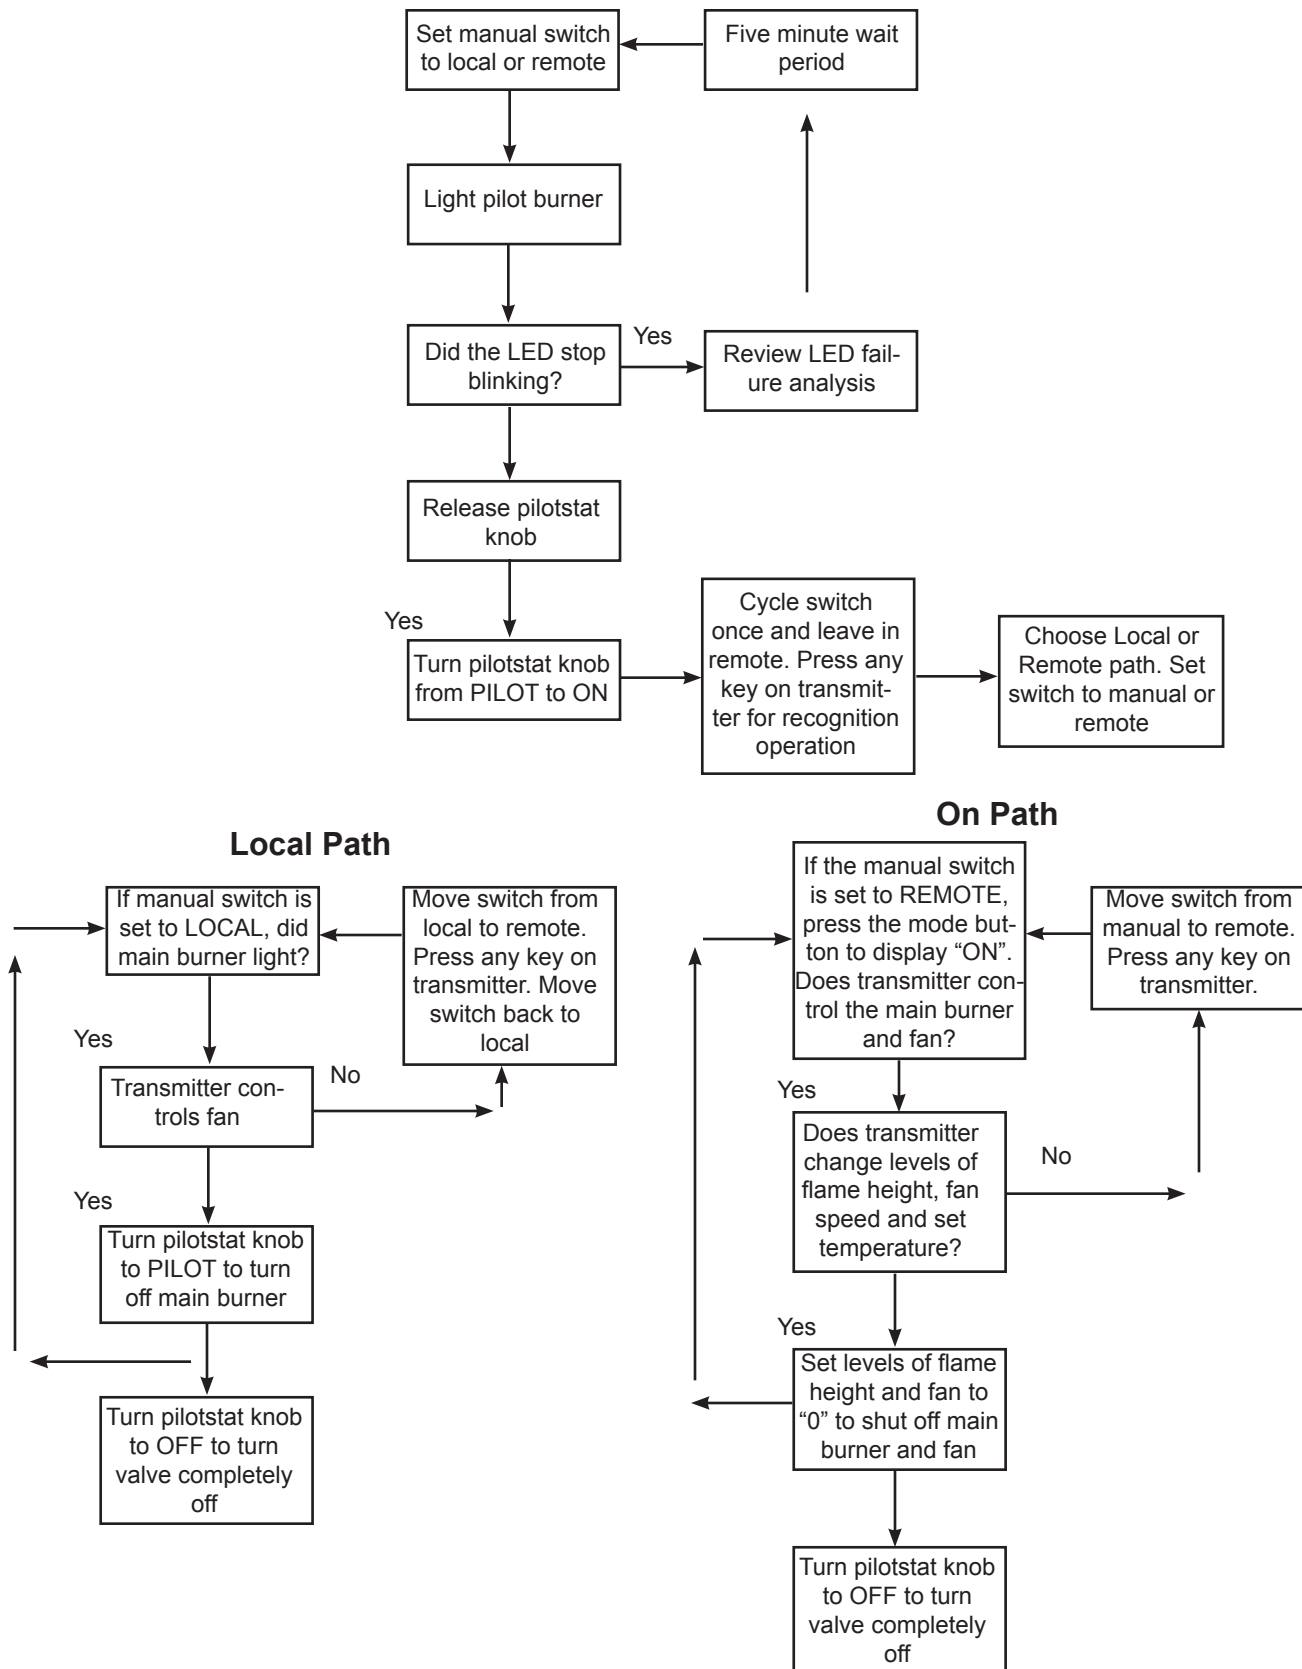 Set manual switch
to local or remote
Five minute wait
period
Light pilot burner
Did the LED stop
blinking?
Yes
Review LED fail-
ure analysis
Release pilotstat
knob
Yes
Turn pilotstat knob
from PILOT to ON
Cycle switch
once and leave in
remote. Press any
key on transmit-
ter for recognition
operation
Choose Local or
Remote path. Set
switch to manual or
remote
Local Path
If manual switch is
set to LOCAL, did
main burner light?
Move switch from
local to remote.
Press any key on
transmitter. Move
switch back to
local
Yes
Transmitter con-
trols fan
No
Yes
Turn pilotstat knob
to PILOT to turn
off main burner
Turn pilotstat knob
to OFF to turn
valve completely
off
On Path
If the manual switch
is set to REMOTE,
press the mode but-
ton to display “ON”.
Does transmitter con-
trol the main burner
and fan?
Move switch from
manual to remote.
Press any key on
transmitter.
Yes
Does transmitter
change levels of
flame height, fan
speed and set
temperature?
No
Yes
Set levels of flame
height and fan to
“0” to shut off main
burner and fan
Turn pilotstat knob
to OFF to turn
valve completely
off